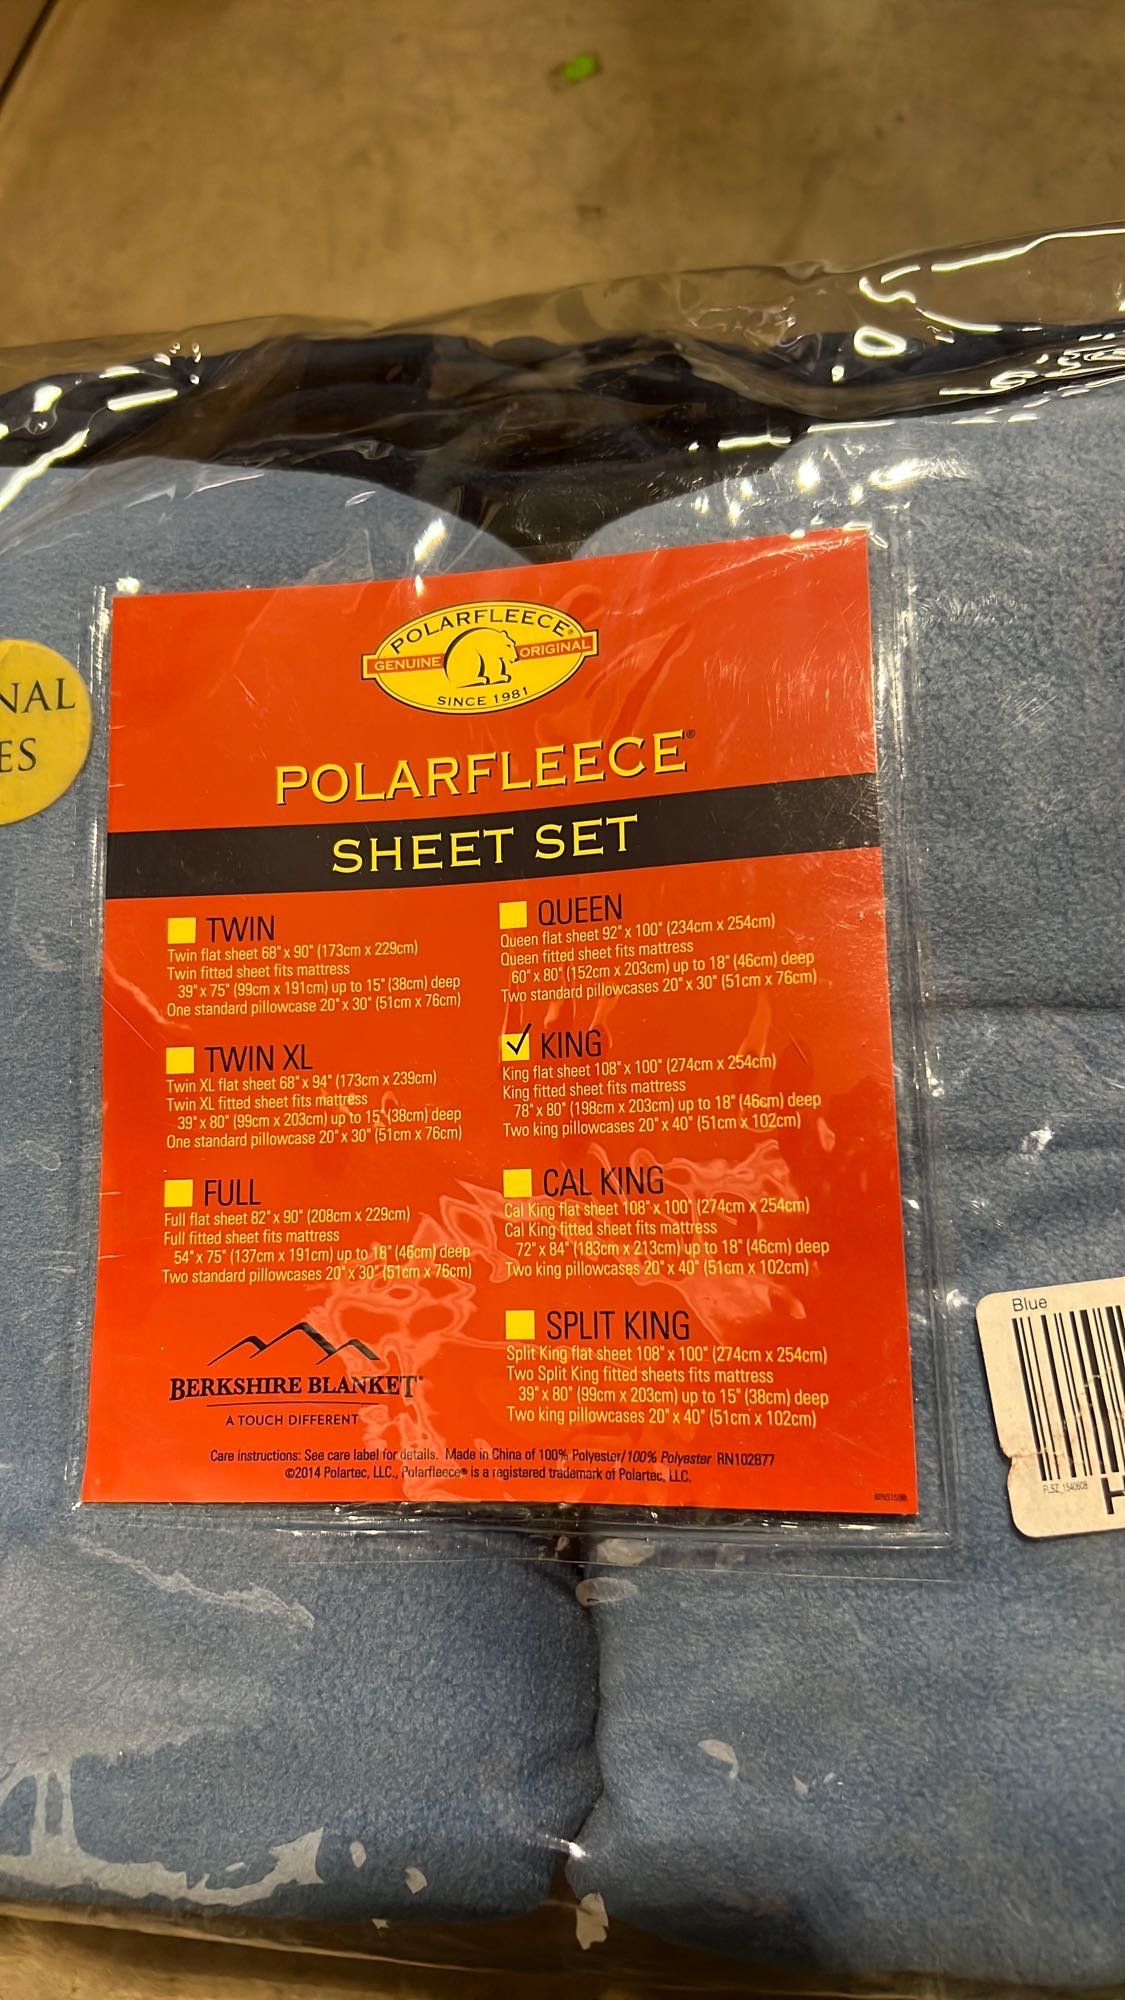 NAL
ES
POLARFLEECE®
GENUINE ORIGINAL
SINCE 1981
POLARFLEECE®
SHEET SET
TWIN
Twin flat sheet 68" x 90" (173cm x 229cm)
Twin fitted sheet fits mattress
39" x 75" (99cm x 191cm) up to 15" (38cm) deep
One standard pillowcase 20" x 30" (51cm x 76cm)
TWIN XL
Twin XL flat sheet 68" x 94" (173cm x 239cm)
Twin XL fitted sheet fits mattress
39" x 80" (99cm x 203cm) up to 15" (38cm) deep
One standard pillowcase 20" x 30" (51cm x 76cm)
FULL
Full flat sheet 82" x 90" (208cm x 229cm)
Full fitted sheet fits mattress
54" x 75" (137cm x 191cm) up to 18" (46cm) deep
Two standard pillowcases 20" x 30" (51cm x 76cm)
QUEEN
Queen flat sheet 92" x 100" (234cm x 254cm)
Queen fitted sheet fits mattress
60" x 80" (152cm x 203cm) up to 18" (46cm) deep
Two standard pillowcases 20" x 30" (51cm x 76cm)
KING
King flat sheet 108" x 100" (274cm x 254cm)
King fitted sheet fits mattress
78" x 80" (198cm x 203cm) up to 18" (46cm) deep
Two king pillowcases 20" x 40" (51cm x 102cm)
CAL KING
Cal King flat sheet 108" x 100" (274cm x 254cm)
Cal King fitted sheet fits mattress
72" x 84" (183cm x 213cm) up to 18" (46cm) deep
Two king pillowcases 20" x 40" (51cm x 102cm)
SPLIT KING
Split King flat sheet 108" x 100" (274cm x 254cm)
Two Split King fitted sheets fits mattress
39" x 80" (99cm x 203cm) up to 15" (38cm) deep
Two king pillowcases 20" x 40" (51cm x 102cm)
BERKSHIRE BLANKET®
A TOUCH DIFFERENT
Care instructions: See care label for details. Made in China of 100% Polyester/100% Polyester RN102877
©2014 Polartec, LLC., Polarfleece® is a registered trademark of Polartec, LLC.
Blue
H